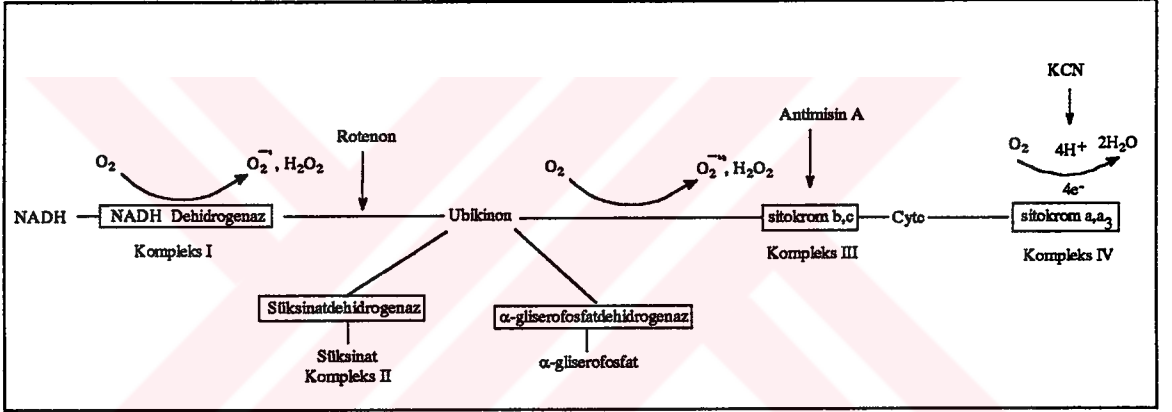 KCN
Antimisin A
Rotenon
O₂ 4H⁺ 2H₂O
O₂ O₂⁻•, H₂O₂
O₂ O₂⁻•, H₂O₂
4e⁻
NADH NADH Dehidrogenaz Ubikinon sitokrom b,c Cytc sitokrom a,a₃
Kompleks I Kompleks III Kompleks IV
Süksinatdehidrogenaz α-gliserofosfatdehidrogenaz
Süksinat α-gliserofosfat
Kompleks II